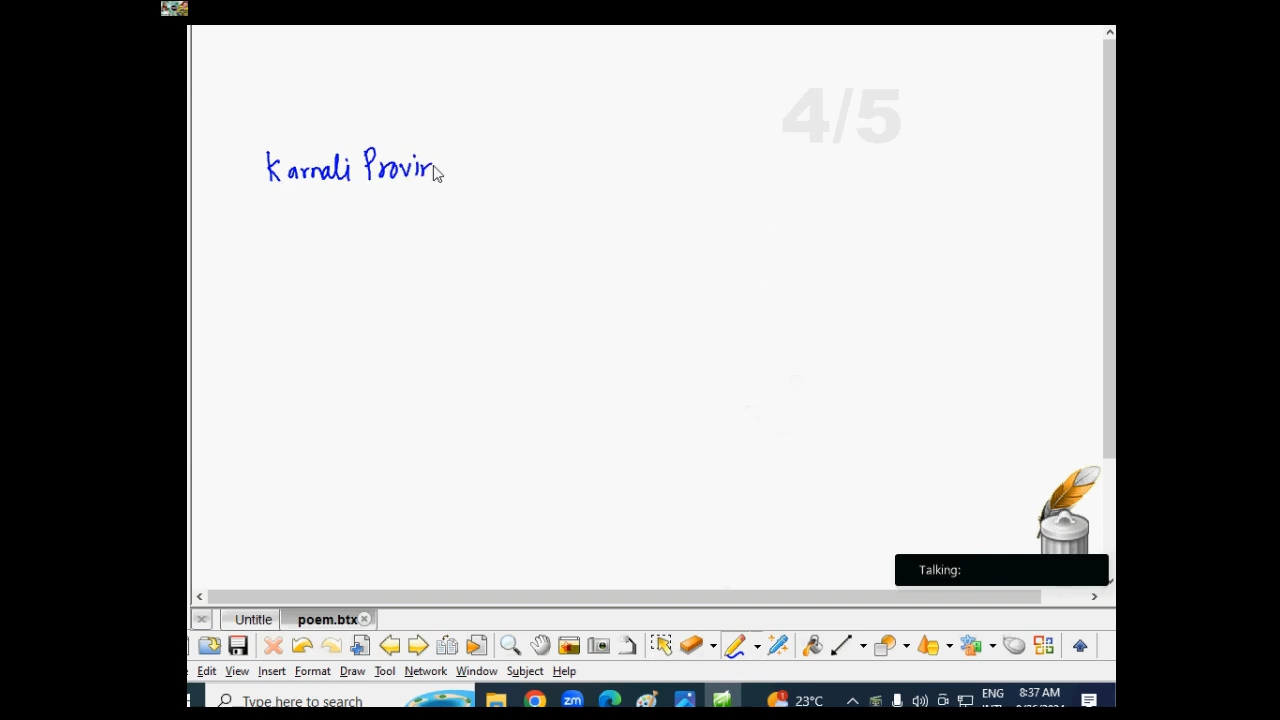 4/5
Karnali Provin
Talking:
Untitle poem.btx
Edit View Insert Format Draw Tool Network Window Subject Help
Type here to search zm 23°C ENG 8:37 AM